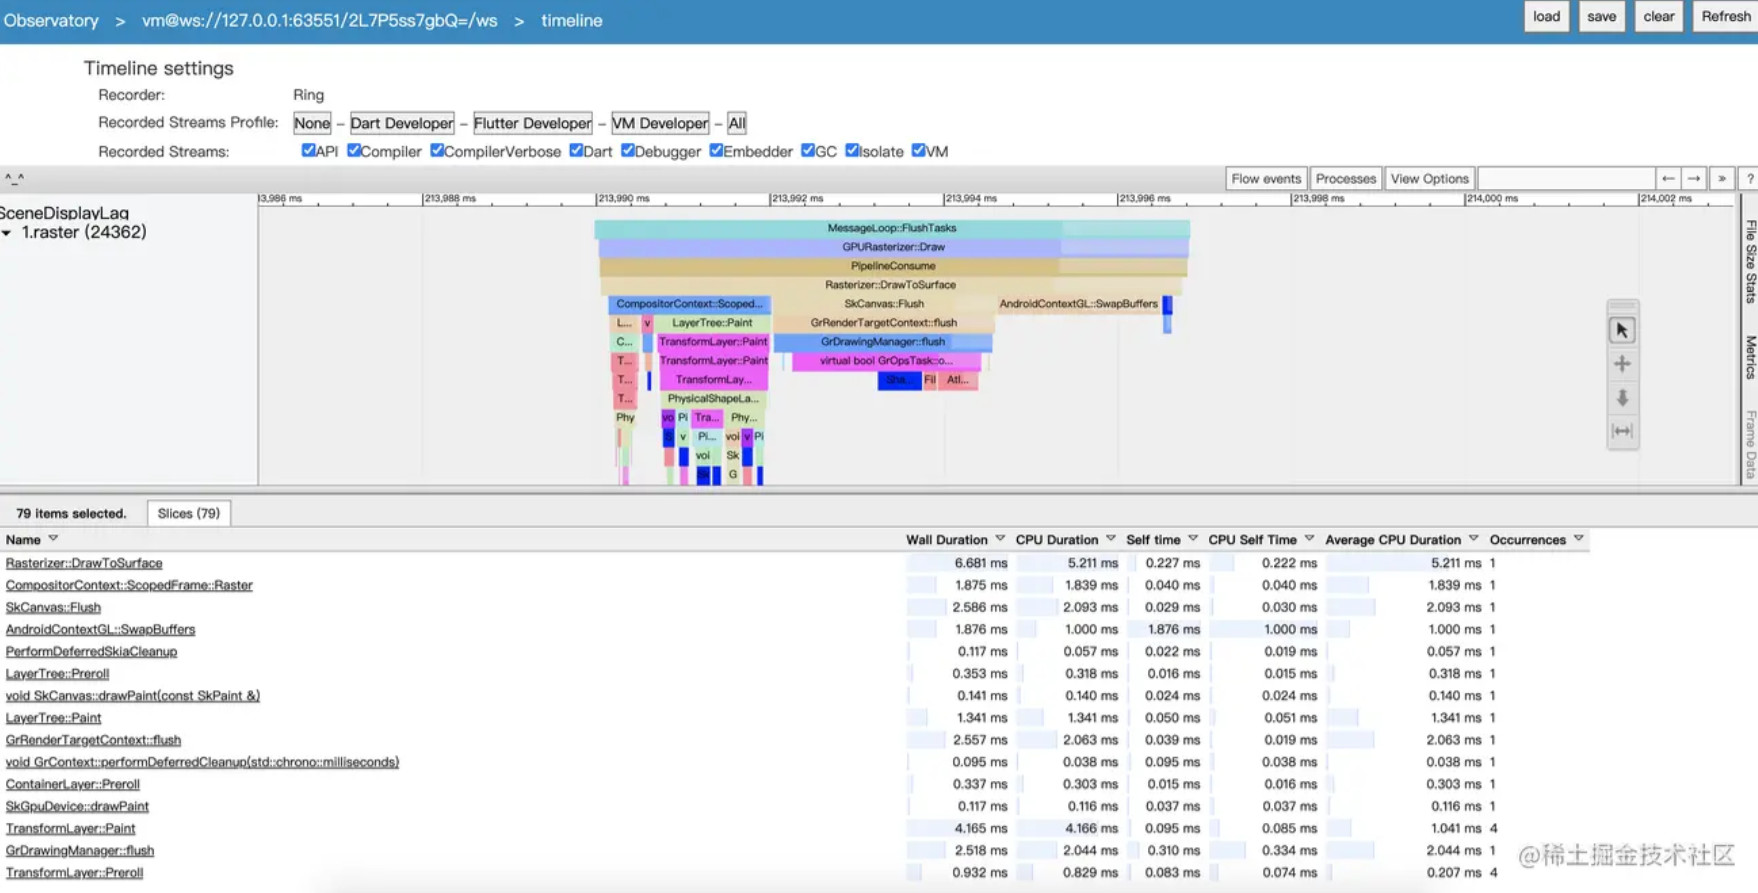 Observatory > vm@ws://127.0.0.1:63551/2L7P5ss7gbQ=/ws > timeline load save clear Refresh
Timeline settings
Recorder: Ring
Recorded Streams Profile: None – Dart Developer – Flutter Developer – VM Developer – All
Recorded Streams: API Compiler CompilerVerbose Dart Debugger Embedder GC Isolate VM
^_^ Flow events Processes View Options ← → » ?
213,988 ms 213,990 ms 213,992 ms 213,994 ms 213,996 ms 213,998 ms 214,000 ms 214,002 ms
SceneDisplayLag
1.raster (24362)
MessageLoop::FlushTasks
GPURasterizer::Draw
PipelineConsume
Rasterizer::DrawToSurface
CompositorContext::Scoped... SkCanvas::Flush AndroidContextGL::SwapBuffers
L... v LayerTree::Paint GrRenderTargetContext::flush
C... TransformLayer::Paint GrDrawingManager::flush
T... TransformLayer::Paint virtual bool GrOpsTask::o...
T... TransformLay... Sha... Fil Atl...
T... PhysicalShapeLa...
Phy vo Pi Tra... Phy...
S v Pi... voi v Pi
voi Sk
G
File Size Stats
Metrics
Frame Data
79 items selected. Slices (79)
Name Wall Duration CPU Duration Self time CPU Self Time Average CPU Duration Occurrences
Rasterizer::DrawToSurface 6.681 ms 5.211 ms 0.227 ms 0.222 ms 5.211 ms 1
CompositorContext::ScopedFrame::Raster 1.875 ms 1.839 ms 0.040 ms 0.040 ms 1.839 ms 1
SkCanvas::Flush 2.586 ms 2.093 ms 0.029 ms 0.030 ms 2.093 ms 1
AndroidContextGL::SwapBuffers 1.876 ms 1.000 ms 1.876 ms 1.000 ms 1.000 ms 1
PerformDeferredSkiaCleanup 0.117 ms 0.057 ms 0.022 ms 0.019 ms 0.057 ms 1
LayerTree::Preroll 0.353 ms 0.318 ms 0.016 ms 0.015 ms 0.318 ms 1
void SkCanvas::drawPaint(const SkPaint &) 0.141 ms 0.140 ms 0.024 ms 0.024 ms 0.140 ms 1
LayerTree::Paint 1.341 ms 1.341 ms 0.050 ms 0.051 ms 1.341 ms 1
GrRenderTargetContext::flush 2.557 ms 2.063 ms 0.039 ms 0.019 ms 2.063 ms 1
void GrContext::performDeferredCleanup(std::chrono::milliseconds) 0.095 ms 0.038 ms 0.095 ms 0.038 ms 0.038 ms 1
ContainerLayer::Preroll 0.337 ms 0.303 ms 0.015 ms 0.016 ms 0.303 ms 1
SkGpuDevice::drawPaint 0.117 ms 0.116 ms 0.037 ms 0.037 ms 0.116 ms 1
TransformLayer::Paint 4.165 ms 4.166 ms 0.095 ms 0.085 ms 1.041 ms 4
GrDrawingManager::flush 2.518 ms 2.044 ms 0.310 ms 0.334 ms 2.044 ms 1
TransformLayer::Preroll 0.932 ms 0.829 ms 0.083 ms 0.074 ms 0.207 ms 4
@稀土掘金技术社区